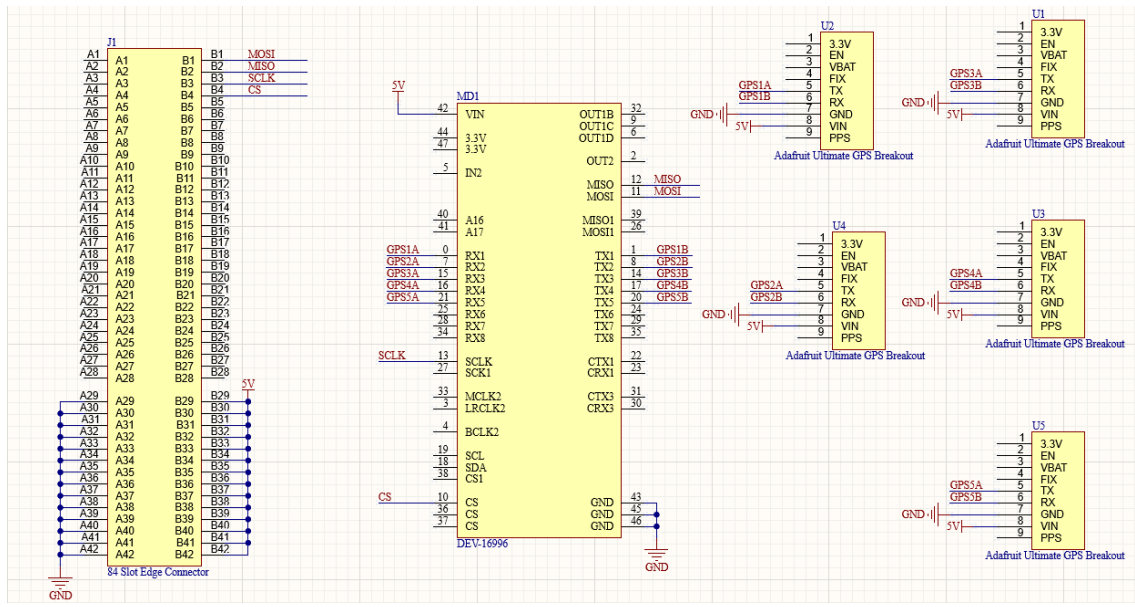 J1
A1 A1 B1 B1 MOSI
A2 A2 B2 B2 MISO
A3 A3 B3 B3 SCLK
A4 A4 B4 B4 CS
A5 A5 B5 B5
A6 A6 B6 B6
A7 A7 B7 B7
A8 A8 B8 B8
A9 A9 B9 B9
A10 A10 B10 B10
A11 A11 B11 B11
A12 A12 B12 B12
A13 A13 B13 B13
A14 A14 B14 B14
A15 A15 B15 B15
A16 A16 B16 B16
A17 A17 B17 B17
A18 A18 B18 B18
A19 A19 B19 B19
A20 A20 B20 B20
A21 A21 B21 B21
A22 A22 B22 B22
A23 A23 B23 B23
A24 A24 B24 B24
A25 A25 B25 B25
A26 A26 B26 B26
A27 A27 B27 B27
A28 A28 B28 B28
5V
A29 A29 B29 B29
A30 A30 B30 B30
A31 A31 B31 B31
A32 A32 B32 B32
A33 A33 B33 B33
A34 A34 B34 B34
A35 A35 B35 B35
A36 A36 B36 B36
A37 A37 B37 B37
A38 A38 B38 B38
A39 A39 B39 B39
A40 A40 B40 B40
A41 A41 B41 B41
A42 A42 B42 B42
84 Slot Edge Connector
GND
5V
MD1
42 VIN OUT1B 32
OUT1C 9
44 3.3V OUT1D 6
47 3.3V
OUT2 2
5 IN2
MISO 12 MISO
MOSI 11 MOSI
40 A16 MISO1 39
41 A17 MOSI1 26
GPS1A 0 RX1 TX1 1 GPS1B
GPS2A 7 RX2 TX2 8 GPS2B
GPS3A 15 RX3 TX3 14 GPS3B
GPS4A 16 RX4 TX4 17 GPS4B
GPS5A 21 RX5 TX5 20 GPS5B
25 RX6 TX6 24
28 RX7 TX7 29
34 RX8 TX8 35
SCLK 13 SCLK CTX1 22
27 SCK1 CRX1 23
33 MCLK2 CTX3 31
3 LRCLK2 CRX3 30
4 BCLK2
19 SCL
18 SDA
38 CS1
CS 10 CS GND 43
36 CS GND 45
37 CS GND 46
DEV-16996
GND
U2
1 3.3V
2 EN
3 VBAT
4 FIX
GPS1A 5 TX
GPS1B 6 RX
GND 7 GND
5V 8 VIN
9 PPS
Adafruit Ultimate GPS Breakout
U1
1 3.3V
2 EN
3 VBAT
4 FIX
GPS3A 5 TX
GPS3B 6 RX
GND 7 GND
5V 8 VIN
9 PPS
Adafruit Ultimate GPS Breakout
U4
1 3.3V
2 EN
3 VBAT
4 FIX
GPS2A 5 TX
GPS2B 6 RX
GND 7 GND
5V 8 VIN
9 PPS
Adafruit Ultimate GPS Breakout
U3
1 3.3V
2 EN
3 VBAT
4 FIX
GPS4A 5 TX
GPS4B 6 RX
GND 7 GND
5V 8 VIN
9 PPS
Adafruit Ultimate GPS Breakout
U5
1 3.3V
2 EN
3 VBAT
4 FIX
GPS5A 5 TX
GPS5B 6 RX
GND 7 GND
5V 8 VIN
9 PPS
Adafruit Ultimate GPS Breakout